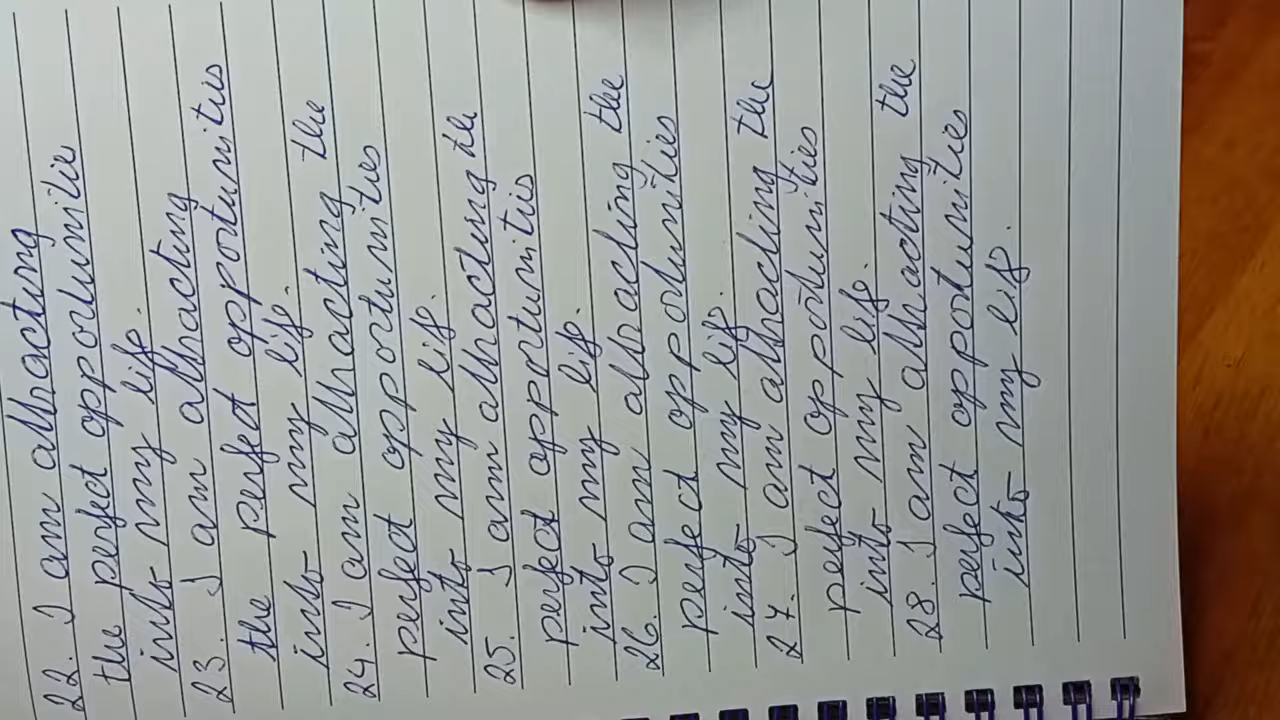 22. I am attracting
the perfect opportunitie
into my life.
23. I am attracting
the perfect opportunities
into my life.
24. I am attracting the
perfect opportunities
into my life.
25. I am attracting the
perfect opportunities
into my life.
26. I am attracting the
perfect opportunities
into my life.
27. I am attracting the
perfect opportunities
into my life.
28. I am attracting the
perfect opportunities
into my life.